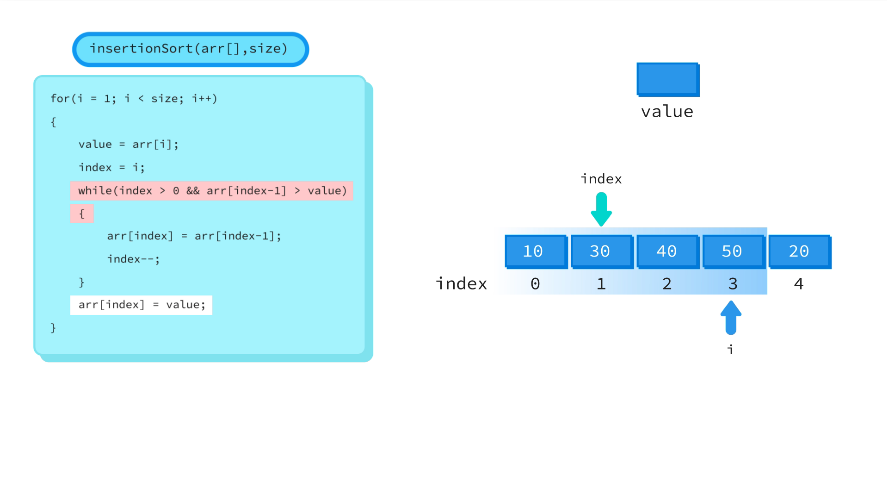 insertionSort(arr[],size)
for(i = 1; i < size; i++)
{
value = arr[i];
index = i;
while(index > 0 && arr[index-1] > value)
{
arr[index] = arr[index-1];
index--;
}
arr[index] = value;
}
value
index
10 30 40 50 20
index 0 1 2 3 4
i